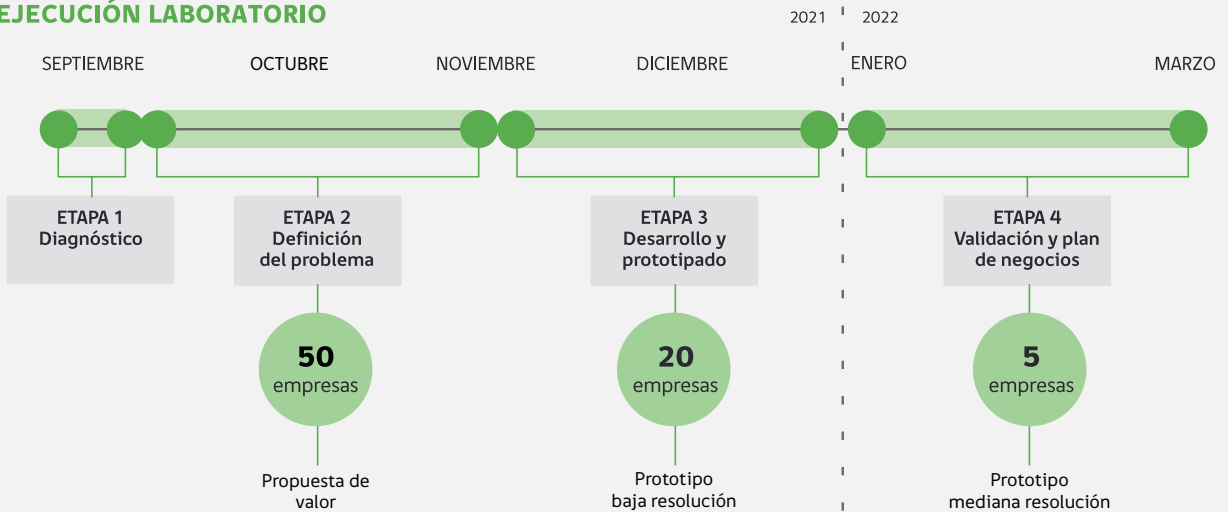 EJECUCIÓN LABORATORIO
2021
2022
SEPTIEMBRE
OCTUBRE
NOVIEMBRE
DICIEMBRE
ENERO
MARZO
ETAPA 1
Diagnóstico
ETAPA 2
Definición
del problema
ETAPA 3
Desarrollo y
prototipado
ETAPA 4
Validación y plan
de negocios
50
empresas
20
empresas
5
empresas
Propuesta de
valor
Prototipo
baja resolución
Prototipo
mediana resolución